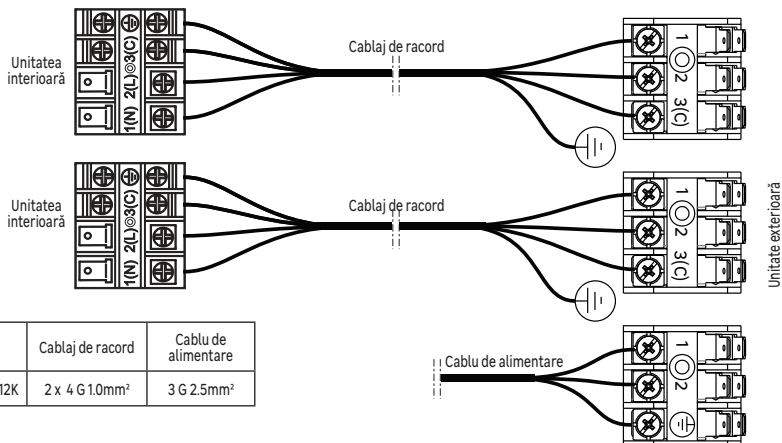 Unitatea
interioară
1(N) 2(L) 3(C)
Cablaj de racord
1
2
3(C)
Unitatea
interioară
1(N) 2(L) 3(C)
Cablaj de racord
1
2
3(C)
Unitate exterioară
Cablaj de racord
Cablu de
alimentare
12K
2 x 4 G 1.0mm²
3 G 2.5mm²
Cablu de alimentare
1
2